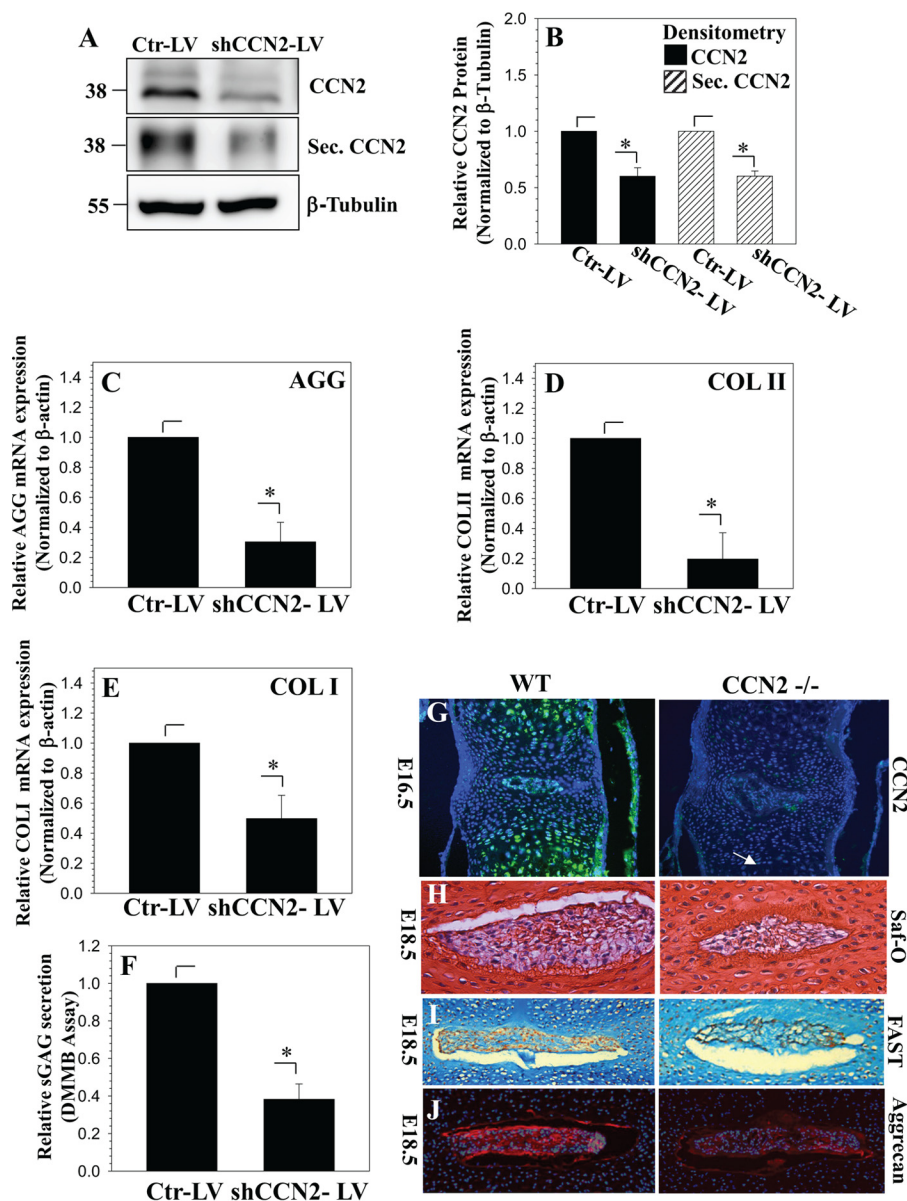 A
Ctr-LV shCCN2-LV
38
CCN2
38
Sec. CCN2
55
β-Tubulin
B
Densitometry
CCN2
Sec. CCN2
Relative CCN2 Protein
(Normalized to β-Tubulin)
2.0
1.5
1.0
0.5
0.0
* *
Ctr-LV
shCCN2- LV
Ctr-LV
shCCN2- LV
C
AGG
Relative AGG mRNA expression
(Normalized to β-actin)
1.4
1.2
1.0
0.8
0.6
0.4
0.2
0.0
*
Ctr-LV shCCN2- LV
D
COL II
Relative COLII mRNA expression
(Normalized to β-actin)
1.4
1.2
1.0
0.8
0.6
0.4
0.2
0.0
*
Ctr-LV shCCN2- LV
E
COL I
Relative COLI mRNA expression
(Normalized to β-actin)
1.4
1.2
1.0
0.8
0.6
0.4
0.2
0.0
*
Ctr-LV shCCN2- LV
F
Relative sGAG secretion
(DMMB Assay)
1.2
1.0
0.8
0.6
0.4
0.2
0.0
*
Ctr-LV shCCN2- LV
WT CCN2 -/-
G
E16.5
CCN2
H
E18.5
Saf-O
I
E18.5
FAST
J
E18.5
Aggrecan